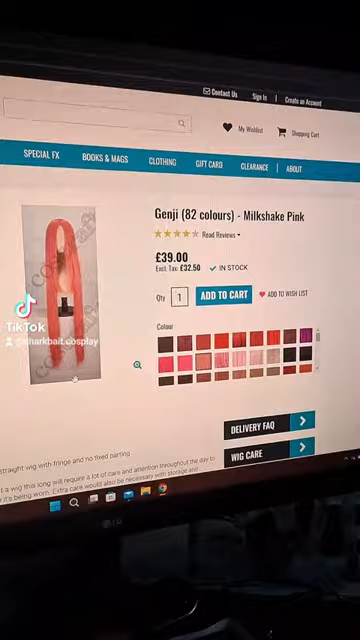 Contact Us Sign In | Create an Account
My Wishlist Shopping Cart
SPECIAL FX BOOKS & MAGS CLOTHING GIFT CARD CLEARANCE | ABOUT
Genji (82 colours) - Milkshake Pink
Read Reviews
£39.00
Excl. Tax: £32.50 IN STOCK
Qty 1 ADD TO CART ADD TO WISH LIST
Colour
TikTok
@sharkbait.cosplay
DELIVERY FAQ
WIG CARE
straight wig with fringe and no fixed parting
t a wig this long will require a lot of care and attention throughout the day to
it's being worn. Extra care would also be necessary with storage and
LG